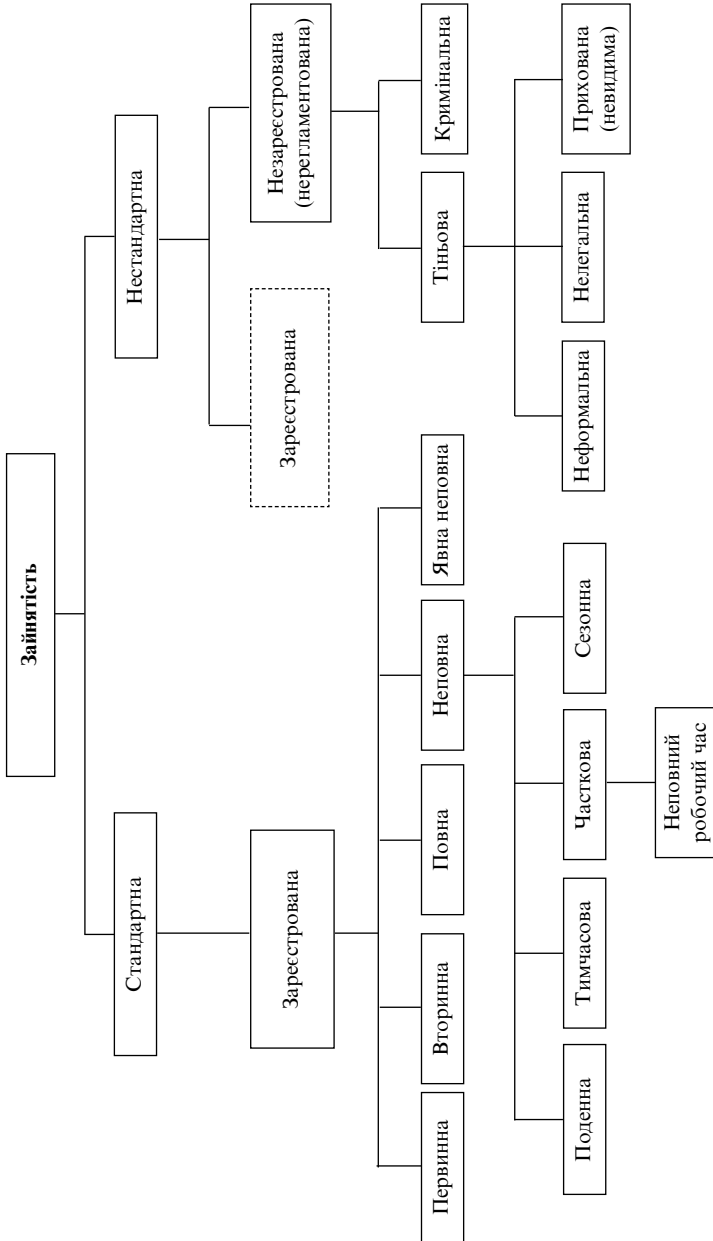 Зайнятість
Стандартна
Нестандартна
Зареєстрована
Зареєстрована
Незареєстрована
(нерегламентована)
Первинна
Вторинна
Повна
Неповна
Явна неповна
Тіньова
Кримінальна
Поденна
Тимчасова
Часткова
Сезонна
Неформальна
Нелегальна
Прихована
(невидима)
Неповний
робочий час